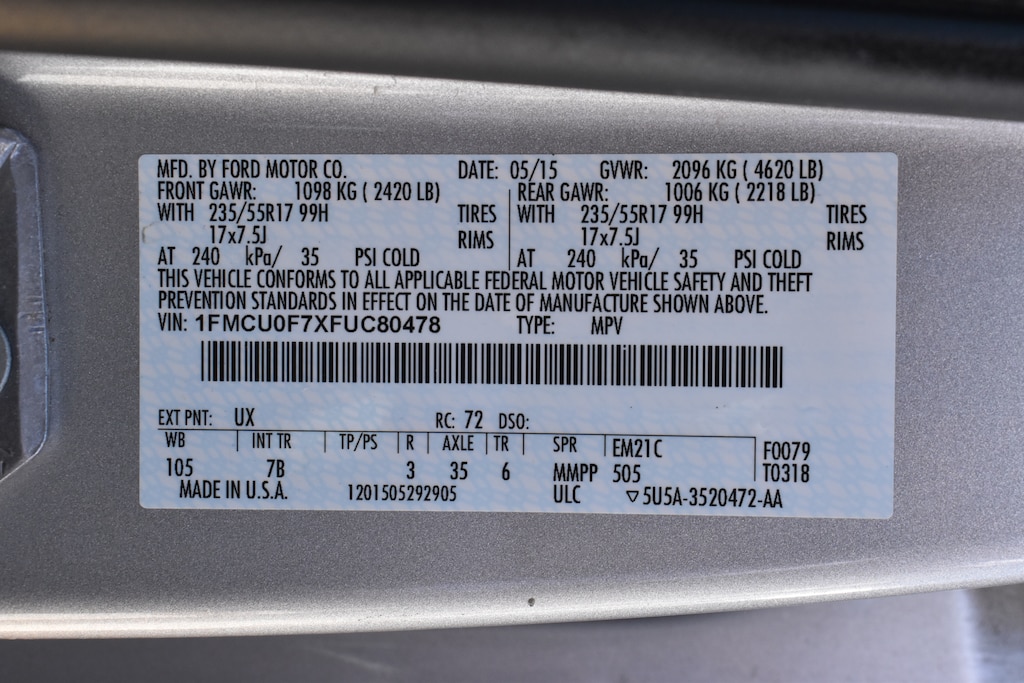 MFD. BY FORD MOTOR CO. DATE: 05/15 GVWR: 2096 KG ( 4620 LB)
FRONT GAWR: 1098 KG ( 2420 LB) REAR GAWR: 1006 KG ( 2218 LB)
WITH 235/55R17 99H TIRES WITH 235/55R17 99H TIRES
17x7.5J RIMS 17x7.5J RIMS
AT 240 kPa/ 35 PSI COLD AT 240 kPa/ 35 PSI COLD
THIS VEHICLE CONFORMS TO ALL APPLICABLE FEDERAL MOTOR VEHICLE SAFETY AND THEFT
PREVENTION STANDARDS IN EFFECT ON THE DATE OF MANUFACTURE SHOWN ABOVE.
VIN: 1FMCU0F7XFUC80478 TYPE: MPV
EXT PNT: UX RC: 72 DSO:
WB INT TR TP/PS R AXLE TR SPR EM21C F0079
105 7B 3 35 6 MMPP 505 T0318
MADE IN U.S.A. 1201505292905 ULC ▽5U5A-3520472-AA